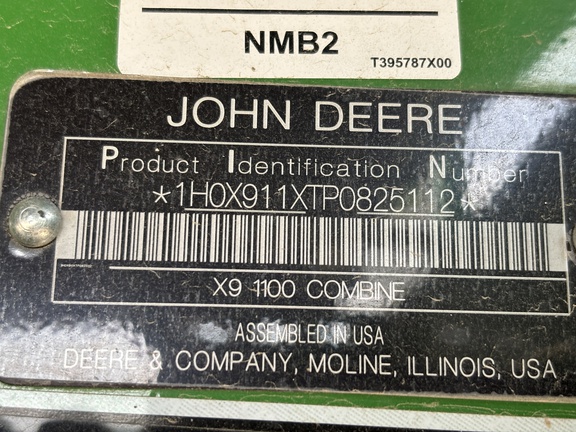 NMB2
T395787X00
JOHN DEERE
Product Identification Number
*1H0X911XTP0825112*
X9 1100 COMBINE
ASSEMBLED IN USA
DEERE & COMPANY, MOLINE, ILLINOIS, USA